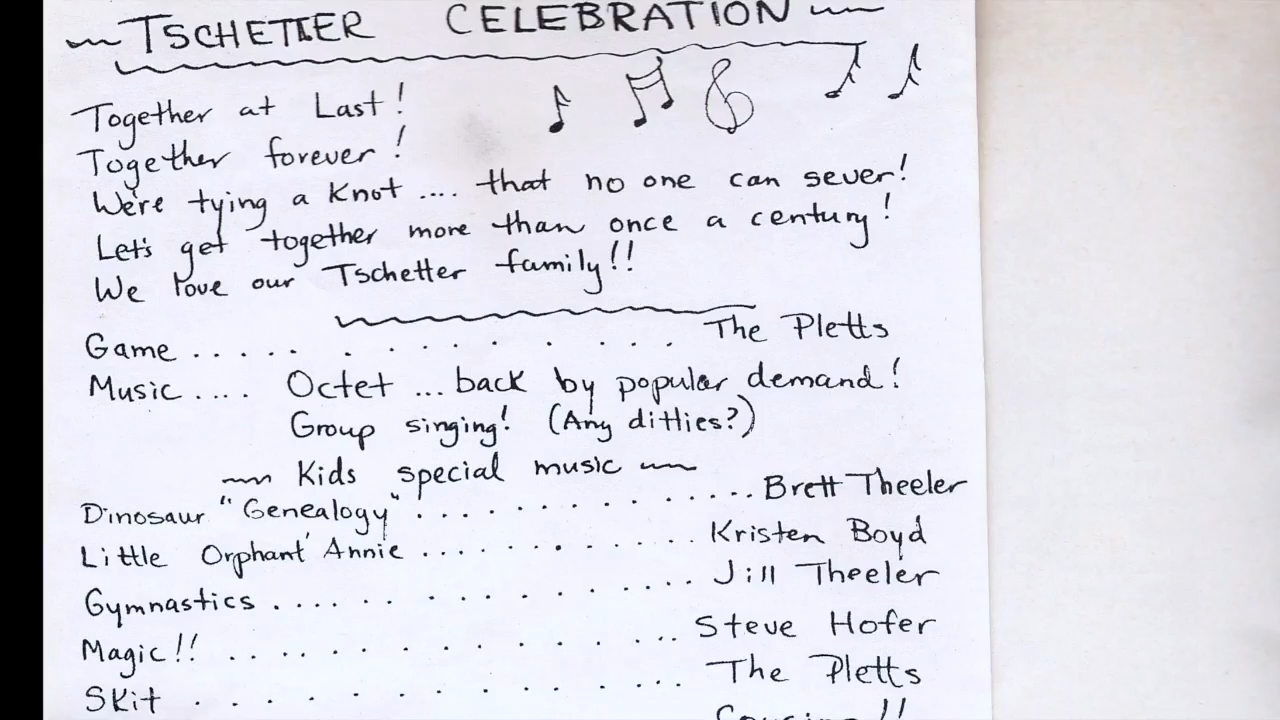 ~ TSCHETTER CELEBRATION ~
Together at Last!
Together forever!
We're tying a knot .... that no one can sever!
Let's get together more than once a century!
We love our Tschetter family!!
Game ..... . . . . . . . ... The Pletts
Music .... Octet ... back by popular demand!
Group singing! (Any ditties?)
~ Kids special music ~
Dinosaur "Genealogy" ............... Brett Theeler
Little Orphant' Annie ............ Kristen Boyd
Gymnastics ............... Jill Theeler
Magic!! ............... Steve Hofer
Skit ............... The Pletts
Cousins!!